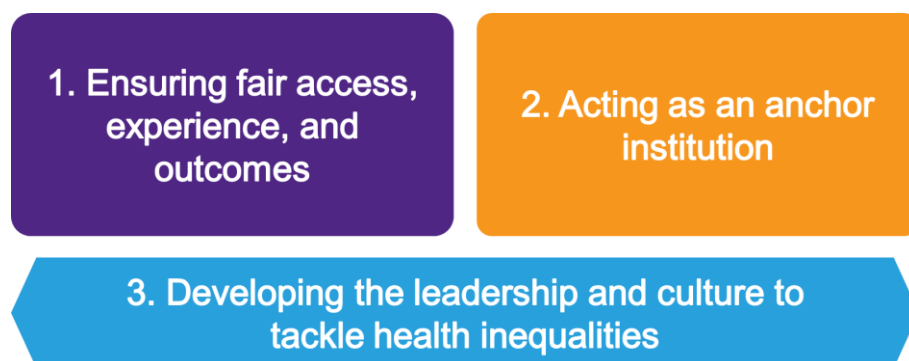 1. Ensuring fair access,
experience, and
outcomes
2. Acting as an anchor
institution
3. Developing the leadership and culture to
tackle health inequalities